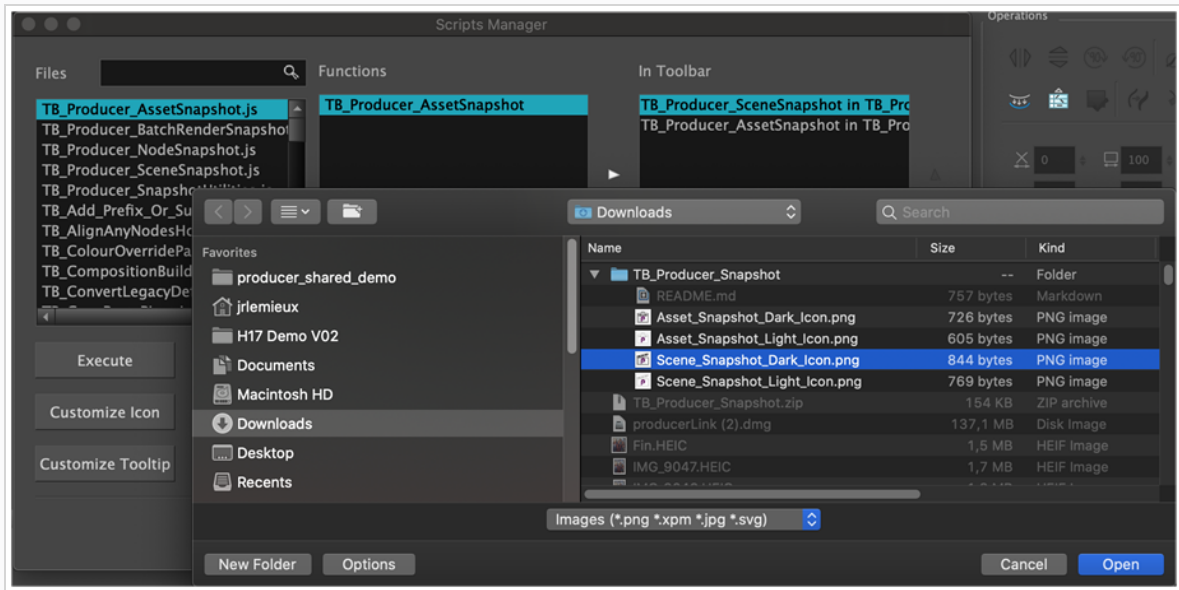 Scripts Manager
Operations
Files
Functions
In Toolbar
TB_Producer_AssetSnapshot.js
TB_Producer_BatchRenderSnapshot
TB_Producer_NodeSnapshot.js
TB_Producer_SceneSnapshot.js
TB_Add_Prefix_Or_Su
TB_AlignAnyNodesHo
TB_ColourOverridePa
TB_CompositionBuild
TB_ConvertLegacyDe
TB_Producer_AssetSnapshot
TB_Producer_SceneSnapshot in TB_Pro
TB_Producer_AssetSnapshot in TB_Pro
0
100
Execute
Customize Icon
Customize Tooltip
Downloads
Search
Favorites
producer_shared_demo
jrlemieux
H17 Demo V02
Documents
Macintosh HD
Downloads
Desktop
Recents
Name Size Kind
TB_Producer_Snapshot -- Folder
README.md 757 bytes Markdown
Asset_Snapshot_Dark_Icon.png 726 bytes PNG image
Asset_Snapshot_Light_Icon.png 605 bytes PNG image
Scene_Snapshot_Dark_Icon.png 844 bytes PNG image
Scene_Snapshot_Light_Icon.png 769 bytes PNG image
TB_Producer_Snapshot.zip 154 KB ZIP archive
producerLink (2).dmg 137,1 MB Disk Image
Fin.HEIC 1,5 MB HEIF Image
IMG_9047.HEIC 1,7 MB HEIF Image
Images (*.png *.xpm *.jpg *.svg)
New Folder
Options
Cancel
Open